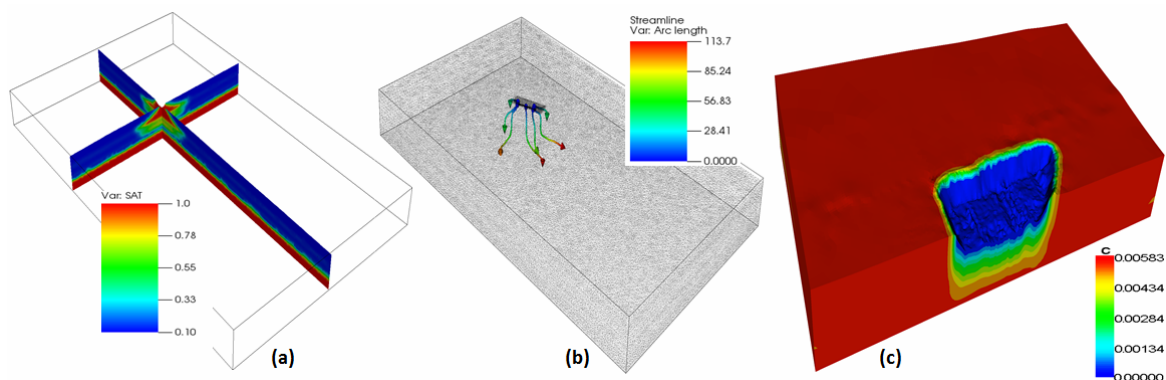 Var: SAT
1.0
0.78
0.55
0.33
0.10
(a)
Streamline
Var: Arc length
113.7
85.24
56.83
28.41
0.0000
(b)
c
0.00583
0.00434
0.00284
0.00134
0.00000
(c)